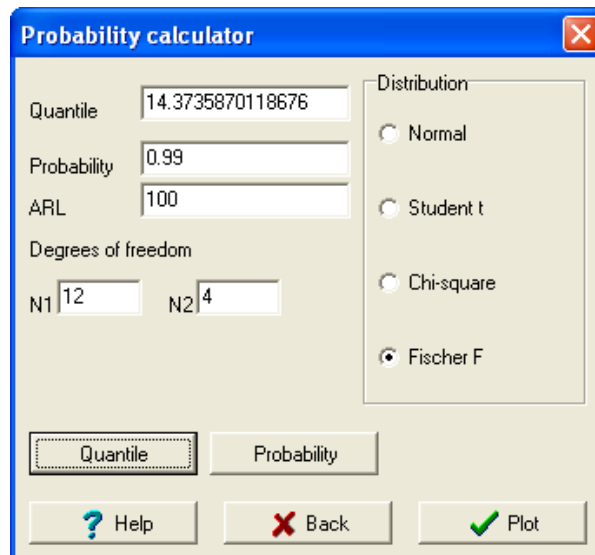 Probability calculator
Quantile 14.3735870118676
Probability 0.99
ARL 100
Degrees of freedom
N1 12 N2 4
Distribution
Normal
Student t
Chi-square
Fischer F
Quantile Probability
? Help Back Plot